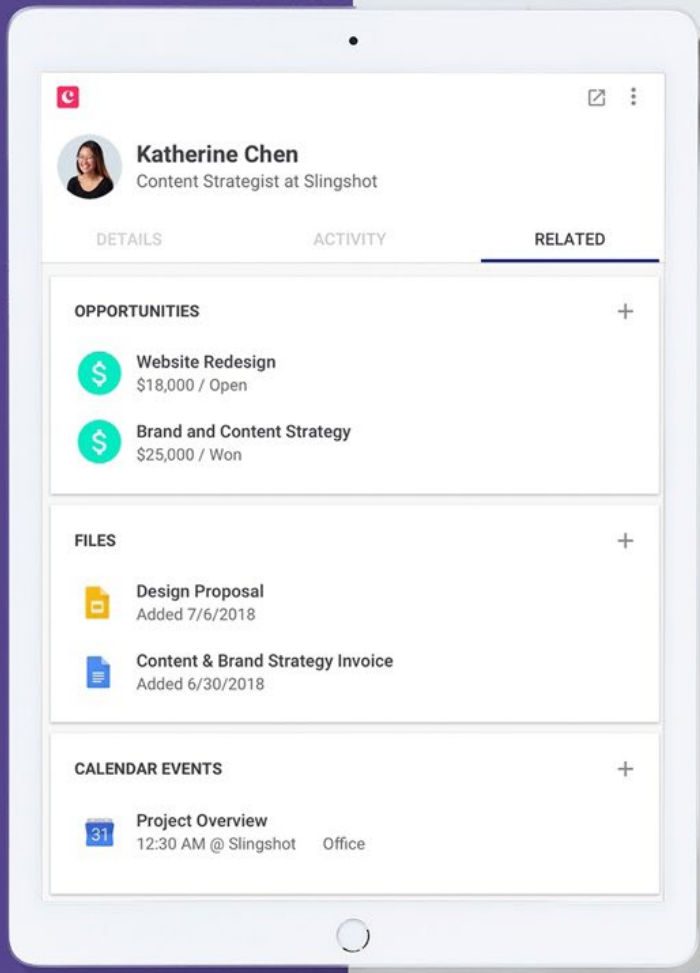 Katherine Chen
Content Strategist at Slingshot
DETAILS ACTIVITY RELATED
OPPORTUNITIES +
Website Redesign
$18,000 / Open
Brand and Content Strategy
$25,000 / Won
FILES +
Design Proposal
Added 7/6/2018
Content & Brand Strategy Invoice
Added 6/30/2018
CALENDAR EVENTS +
Project Overview
31
12:30 AM @ Slingshot Office